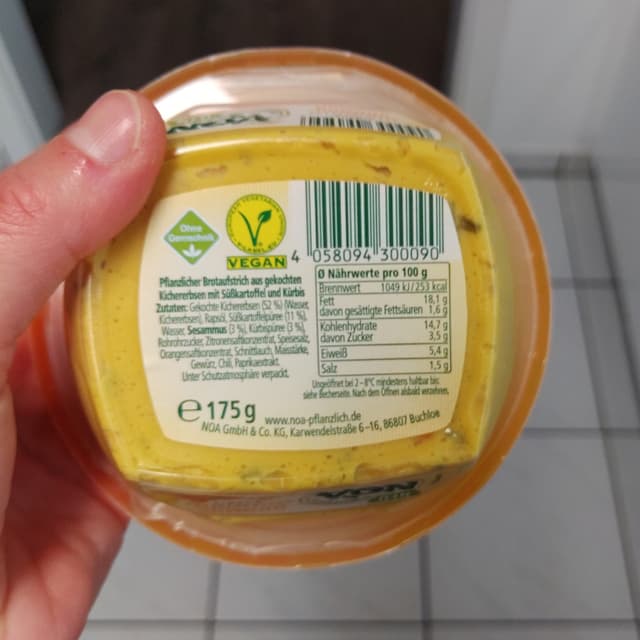 Ohne
Gentechnik
VEGAN
4 058094 300090
Pflanzlicher Brotaufstrich aus gekochten
Kichererbsen mit Süßkartoffel und Kürbis
Zutaten: Gekochte Kichererbsen (52 %) (Wasser,
Kichererbsen), Rapsöl, Süßkartoffelpüree (11 %),
Wasser, Sesammus (3 %), Kürbispüree (3 %),
Rohrohrzucker, Zitronensaftkonzentrat, Speisesalz,
Orangensaftkonzentrat, Schnittlauch, Maisstärke,
Gewürz, Chili, Paprikaextrakt.
Unter Schutzatmosphäre verpackt.
Ø Nährwerte pro 100 g
Brennwert 1049 kJ/253 kcal
Fett 18,1 g
davon gesättigte Fettsäuren 1,6 g
Kohlenhydrate 14,7 g
davon Zucker 3,5 g
Eiweiß 5,4 g
Salz 1,5 g
Ungeöffnet bei 2-8°C mindestens haltbar bis:
siehe Becherseite. Nach dem Öffnen alsbald verzehren.
e 175 g
www.noa-pflanzlich.de
NOA GmbH & Co. KG, Karwendelstraße 6-16, 86807 Buchloe